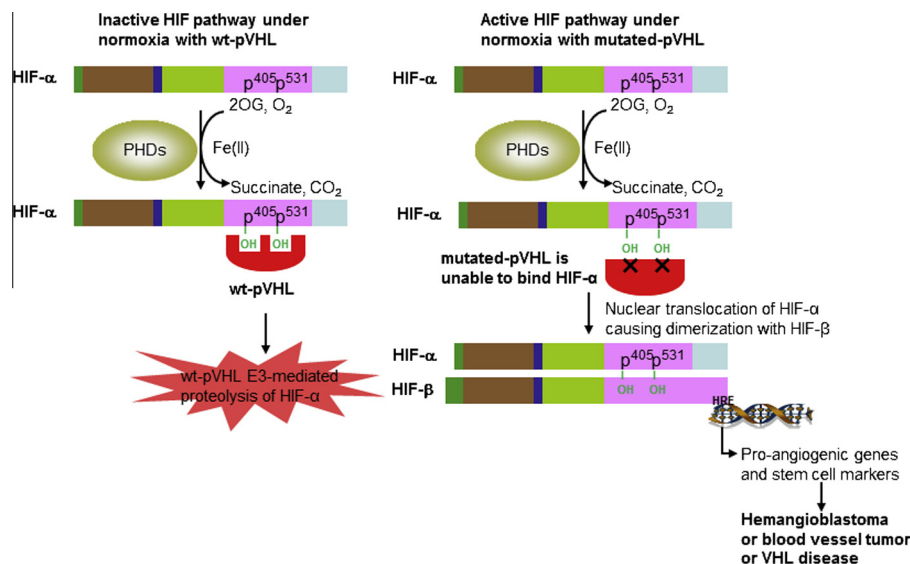 Inactive HIF pathway under
normoxia with wt-pVHL
HIF-α
p405p531
2OG, O2
PHDs
Fe(II)
Succinate, CO2
HIF-α
p405p531
OH OH
wt-pVHL
wt-pVHL E3-mediated
proteolysis of HIF-α
Active HIF pathway under
normoxia with mutated-pVHL
HIF-α
p405p531
2OG, O2
PHDs
Fe(II)
Succinate, CO2
HIF-α
p405p531
OH OH
mutated-pVHL is
unable to bind HIF-α
Nuclear translocation of HIF-α
causing dimerization with HIF-β
HIF-α
p405p531
HIF-β
OH OH
HRE
Pro-angiogenic genes
and stem cell markers
Hemangioblastoma
or blood vessel tumor
or VHL disease